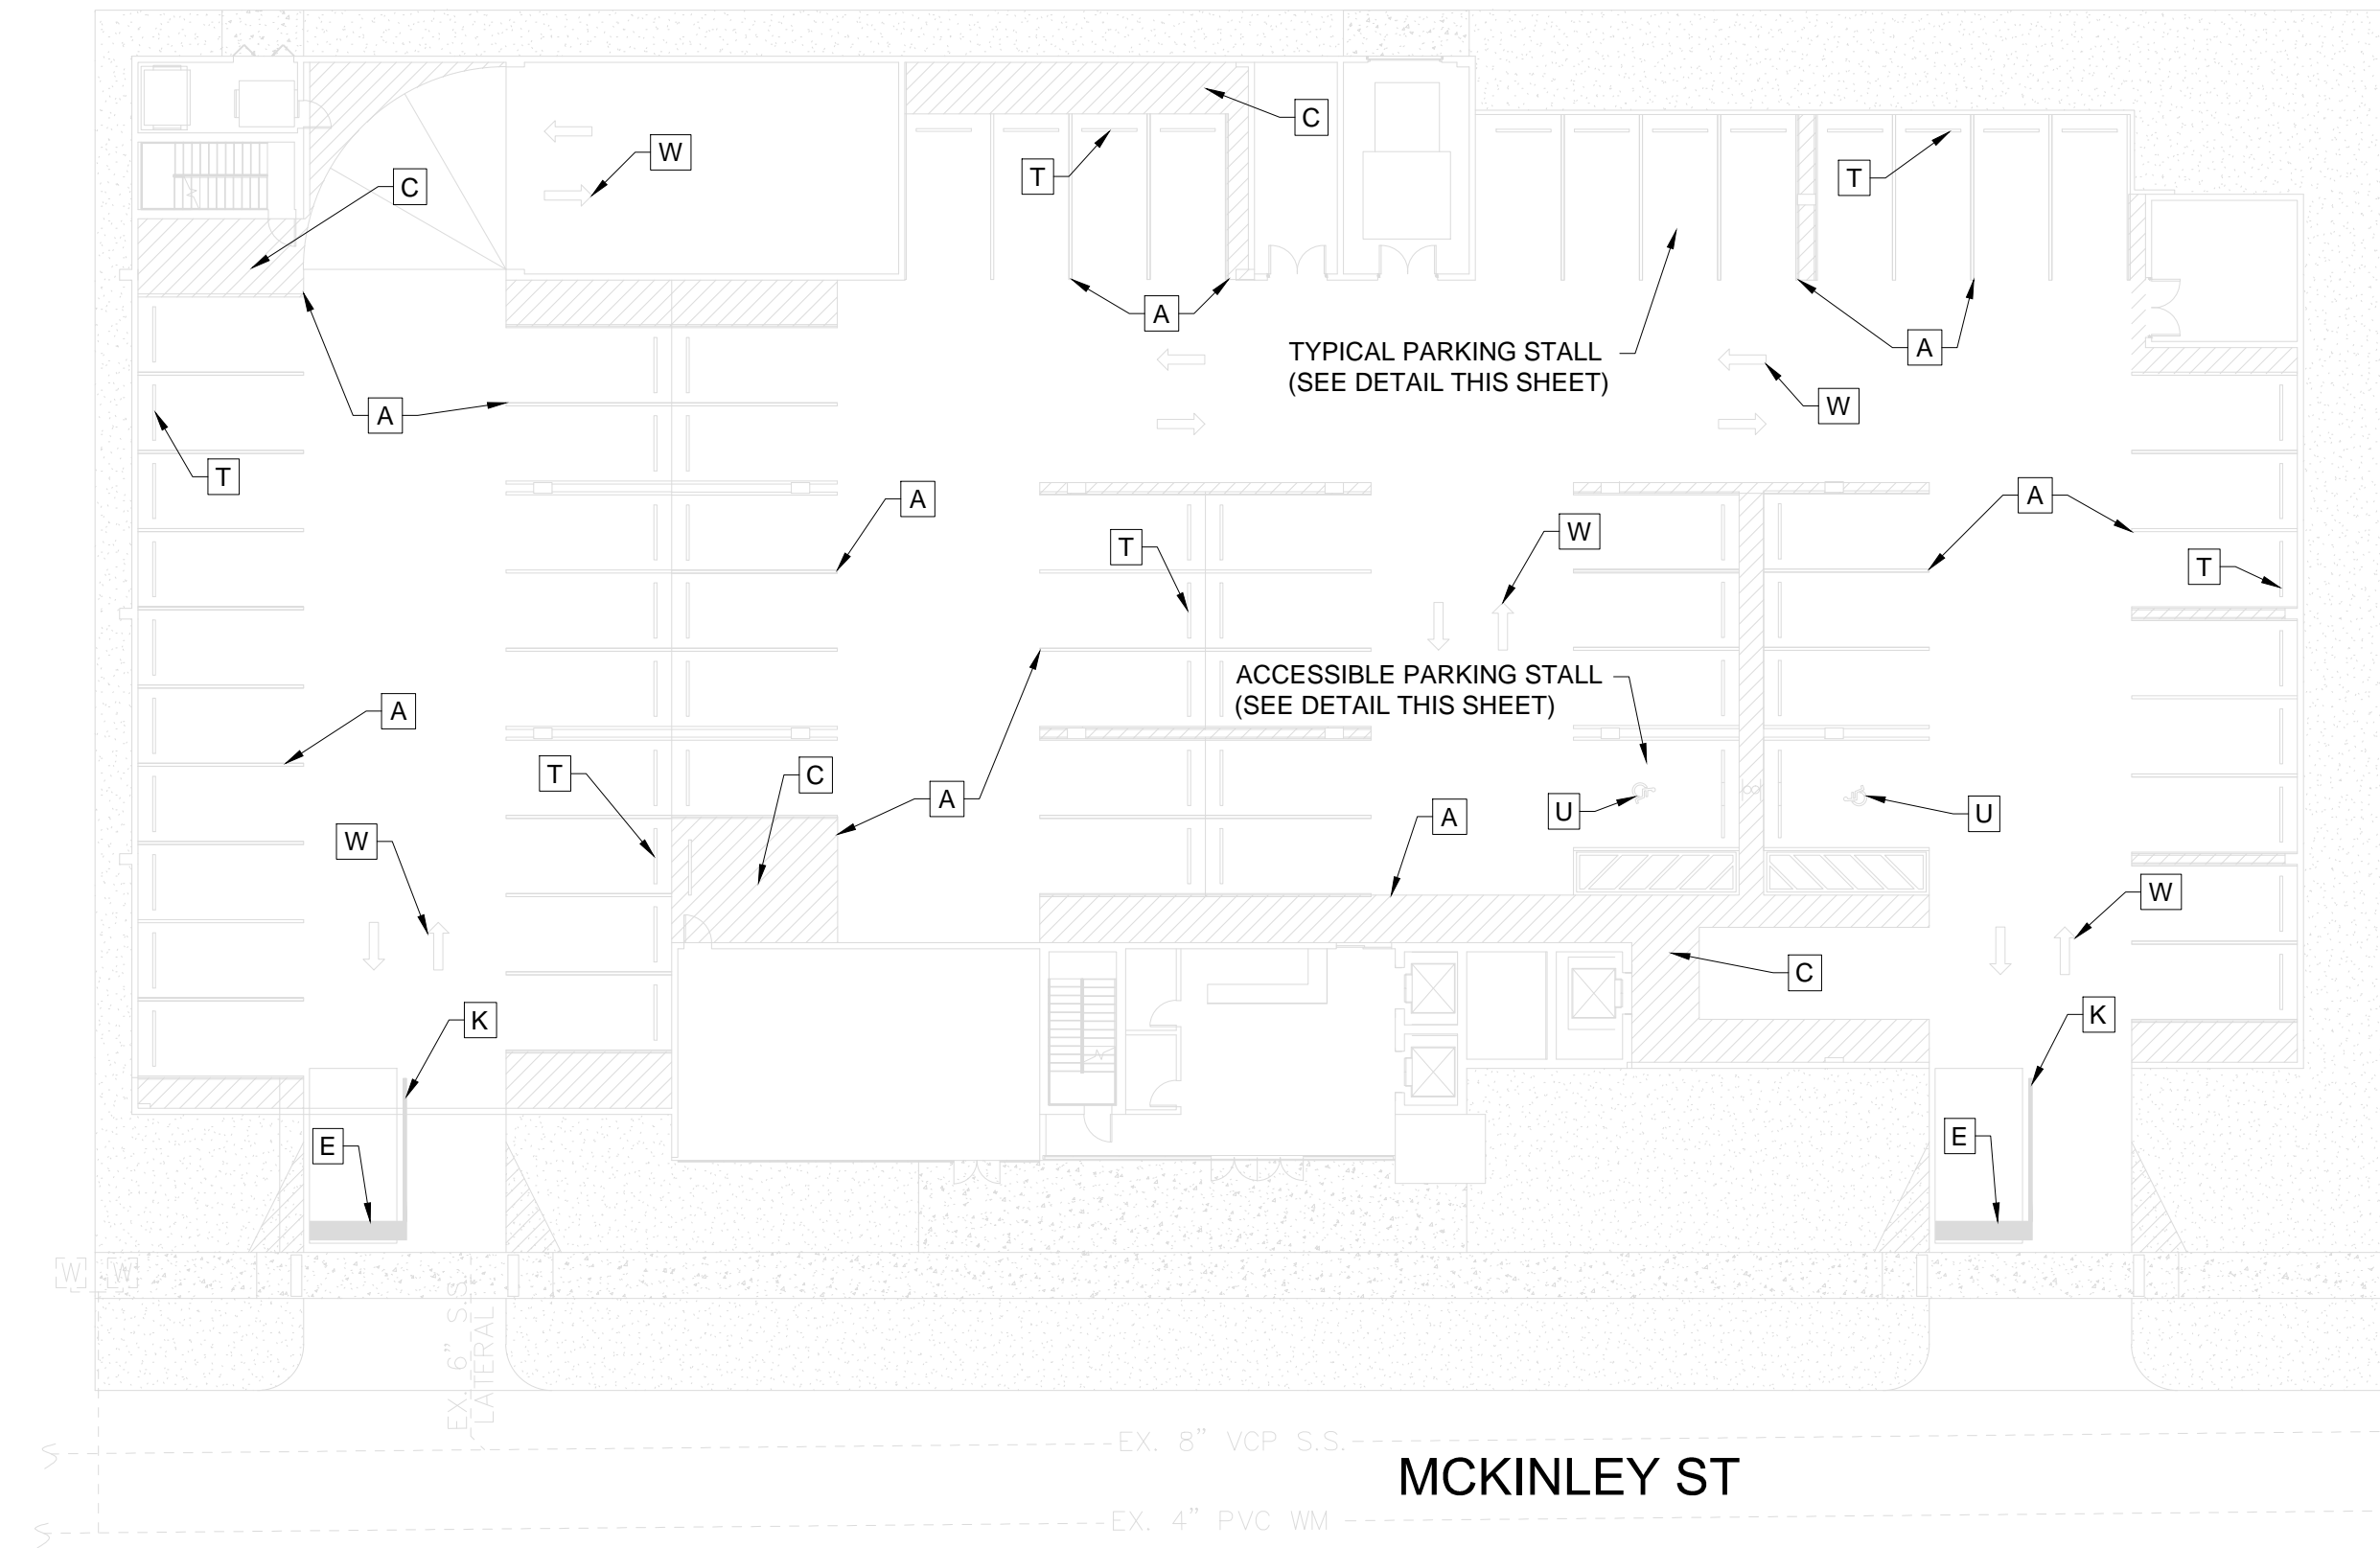 C
W
C
T
T
A
TYPICAL PARKING STALL
(SEE DETAIL THIS SHEET)
A
W
A
T
A
A
T
W
T
ACCESSIBLE PARKING STALL
(SEE DETAIL THIS SHEET)
A
T
C
A
A
U
U
W
W
C
K
K
E
E
W W
EX. 6" S.S.
LATERAL
EX. 8" VCP S.S.
MCKINLEY ST
EX. 4" PVC WM